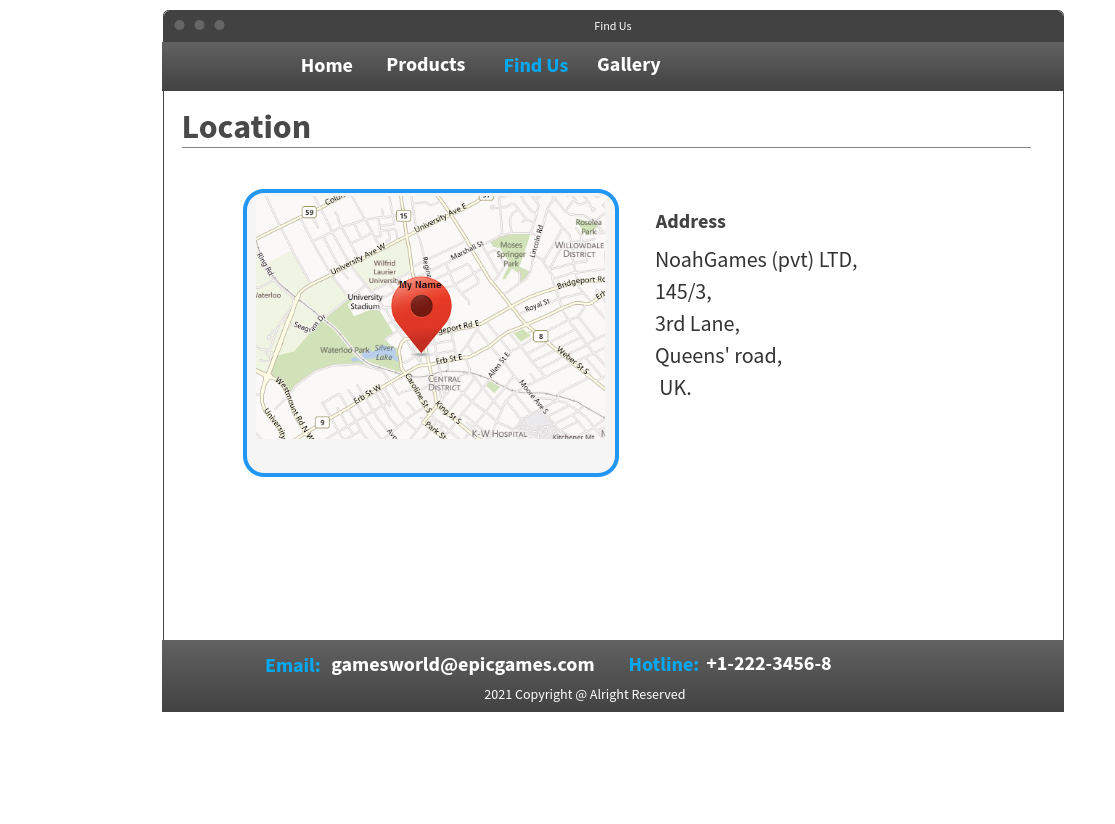 Find Us
Home Products Find Us Gallery
Location
59
15
University Ave E
University Ave W
Ring Rd
Wilfrid
Laurier
University
Marshall St
Moses
Springer
Park
Lincoln Rd
Roselea
Park
WILLOWDALE
DISTRICT
Bridgeport Rd
University
Stadium
My Name
Royal St
Seagram Dr
Waterloo Park
Silver
Lake
Erb St E
8
Weber St S
Allen St E
CENTRAL
DISTRICT
Moore Ave S
Westmount Rd N
Erb St W
Caroline St S
King St S
9
Park St
K-W HOSPITAL
Address
NoahGames (pvt) LTD,
145/3,
3rd Lane,
Queens' road,
UK.
Email: gamesworld@epicgames.com Hotline: +1-222-3456-8
2021 Copyright @ Alright Reserved